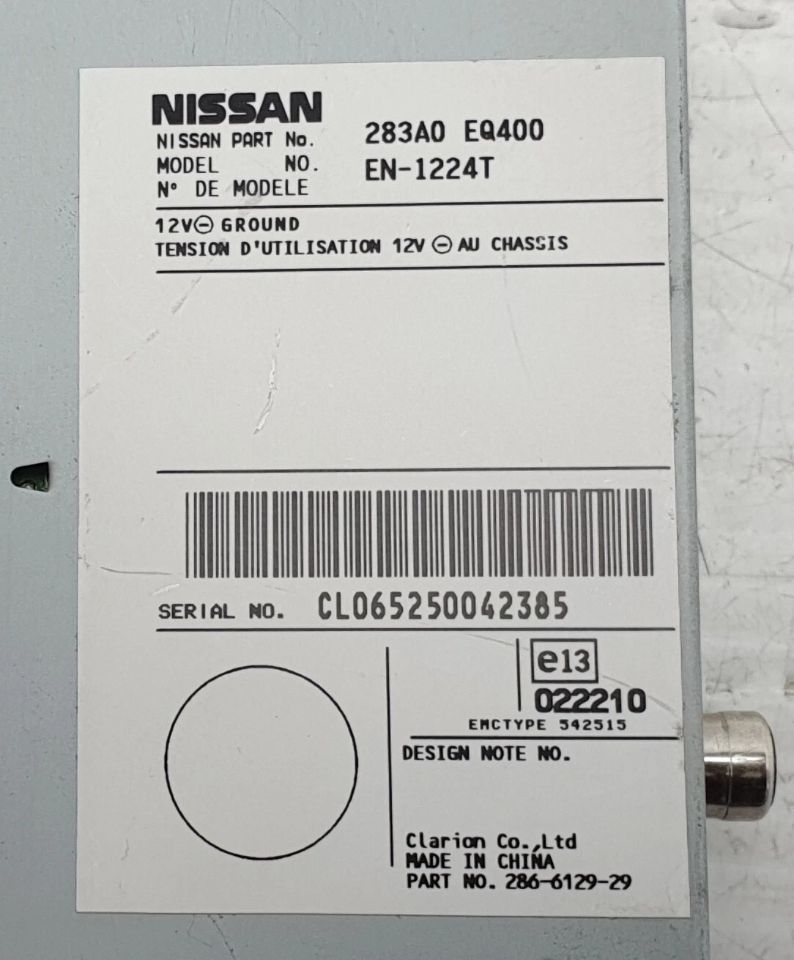 NISSAN
NISSAN PART No. 283A0 EQ400
MODEL NO. EN-1224T
N° DE MODELE
12V⊖ GROUND
TENSION D'UTILISATION 12V ⊖ AU CHASSIS
SERIAL NO. CL065250042385
e13
022210
EMCTYPE 542515
DESIGN NOTE NO.
Clarion Co.,Ltd
MADE IN CHINA
PART NO. 286-6129-29